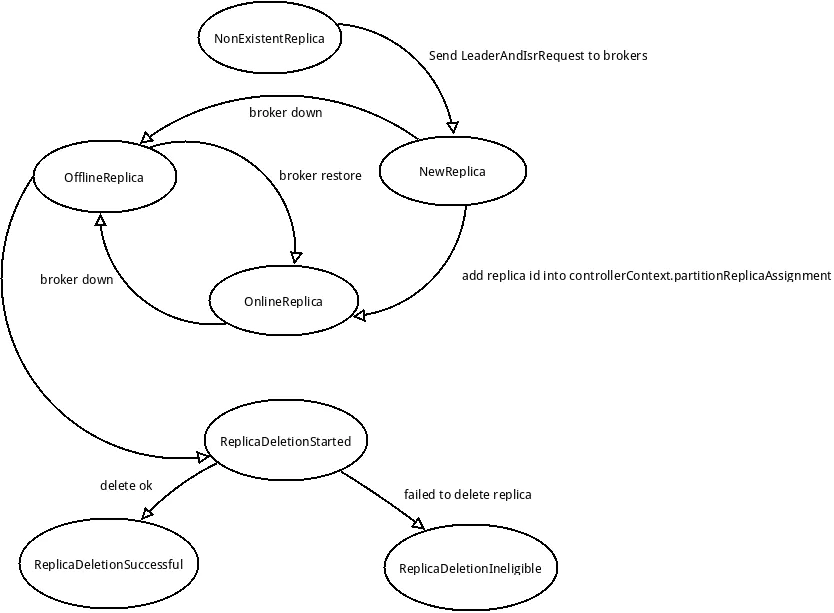 NonExistentReplica
Send LeaderAndIsrRequest to brokers
broker down
OfflineReplica
broker restore
NewReplica
broker down
OnlineReplica
add replica id into controllerContext.partitionReplicaAssignment
ReplicaDeletionStarted
delete ok
failed to delete replica
ReplicaDeletionSuccessful
ReplicaDeletionIneligible